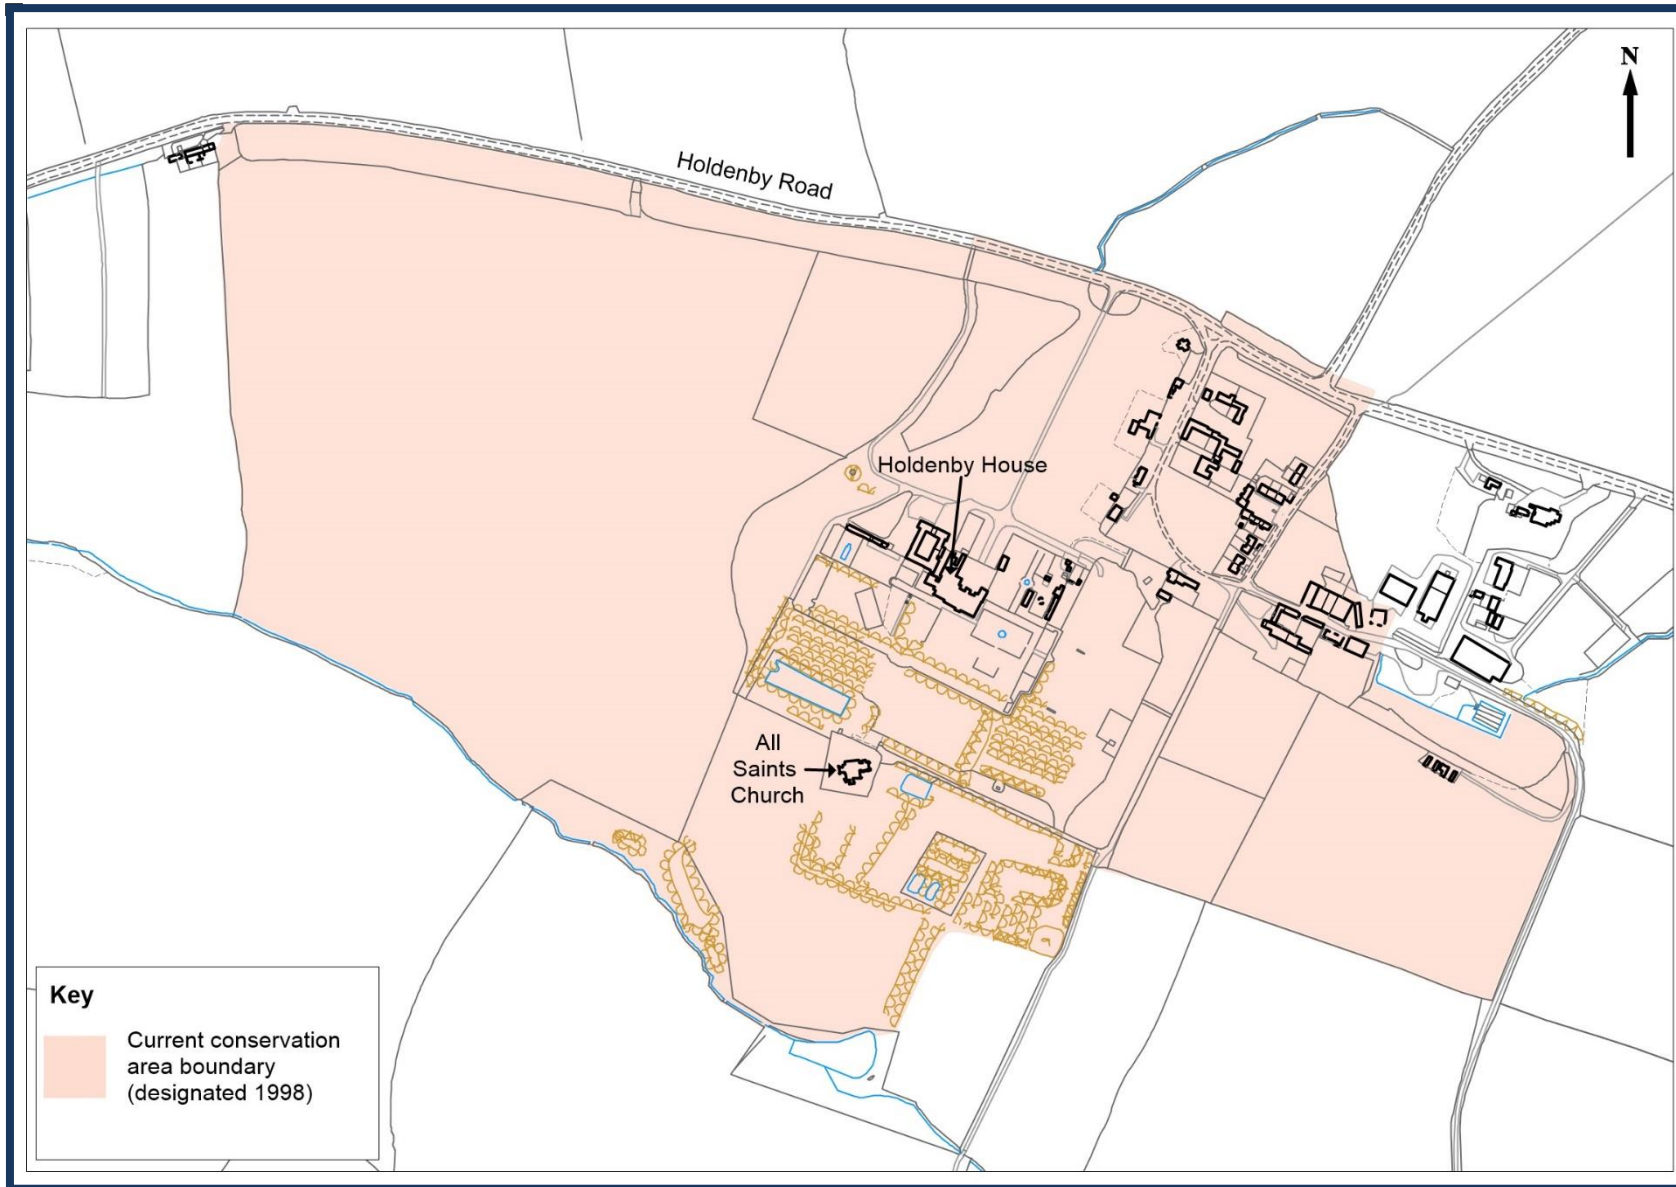 N
Holdenby Road
Holdenby House
All
Saints
Church
Key
Current conservation
area boundary
(designated 1998)